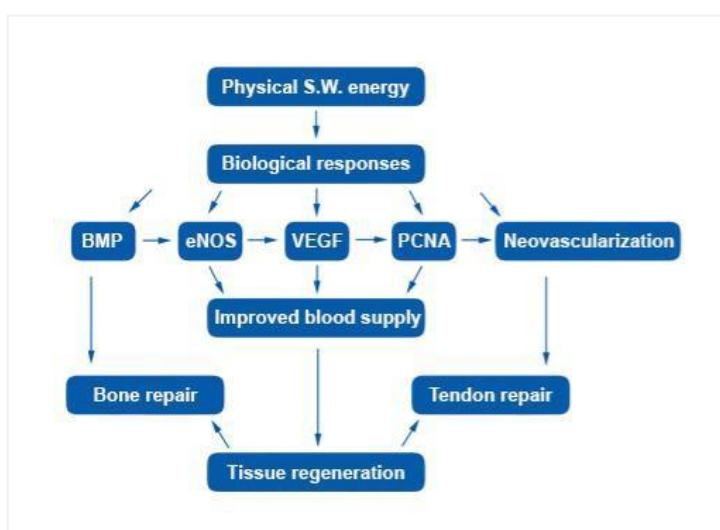 Physical S.W. energy
Biological responses
BMP
eNOS
VEGF
PCNA
Neovascularization
Improved blood supply
Bone repair
Tendon repair
Tissue regeneration